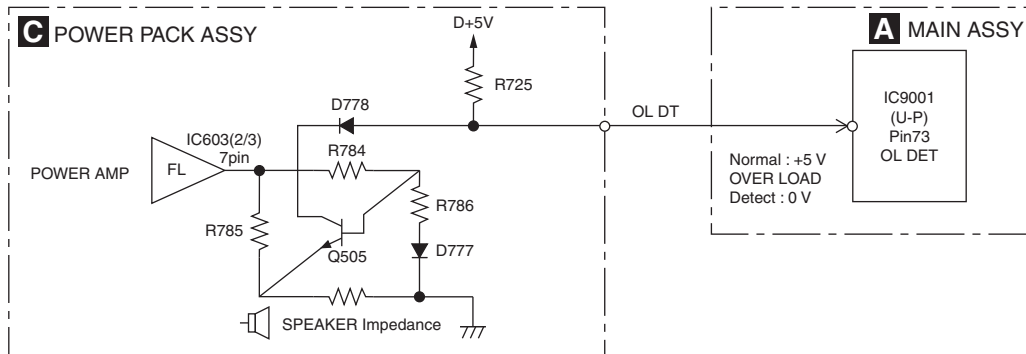 C POWER PACK ASSY
D+5V
A MAIN ASSY
R725
D778
OL DT
IC9001
(U-P)
Pin73
OL DET
IC603(2/3)
7pin
R784
POWER AMP
FL
Normal : +5 V
OVER LOAD
Detect : 0 V
R786
R785
Q505
D777
SPEAKER Impedance